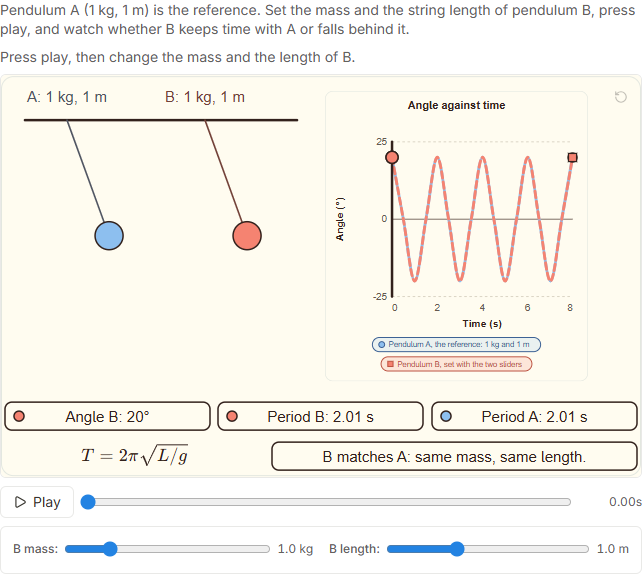 Pendulum A (1 kg, 1 m) is the reference. Set the mass and the string length of pendulum B, press
play, and watch whether B keeps time with A or falls behind it.
Press play, then change the mass and the length of B.
A: 1 kg, 1 m
B: 1 kg, 1 m
Angle against time
25
0
-25
Angle (°)
0 2 4 6 8
Time (s)
Pendulum A, the reference: 1 kg and 1 m
Pendulum B, set with the two sliders
Angle B: 20°
Period B: 2.01 s
Period A: 2.01 s
T = 2π√L/g
B matches A: same mass, same length.
Play
0.00s
B mass: 1.0 kg
B length: 1.0 m